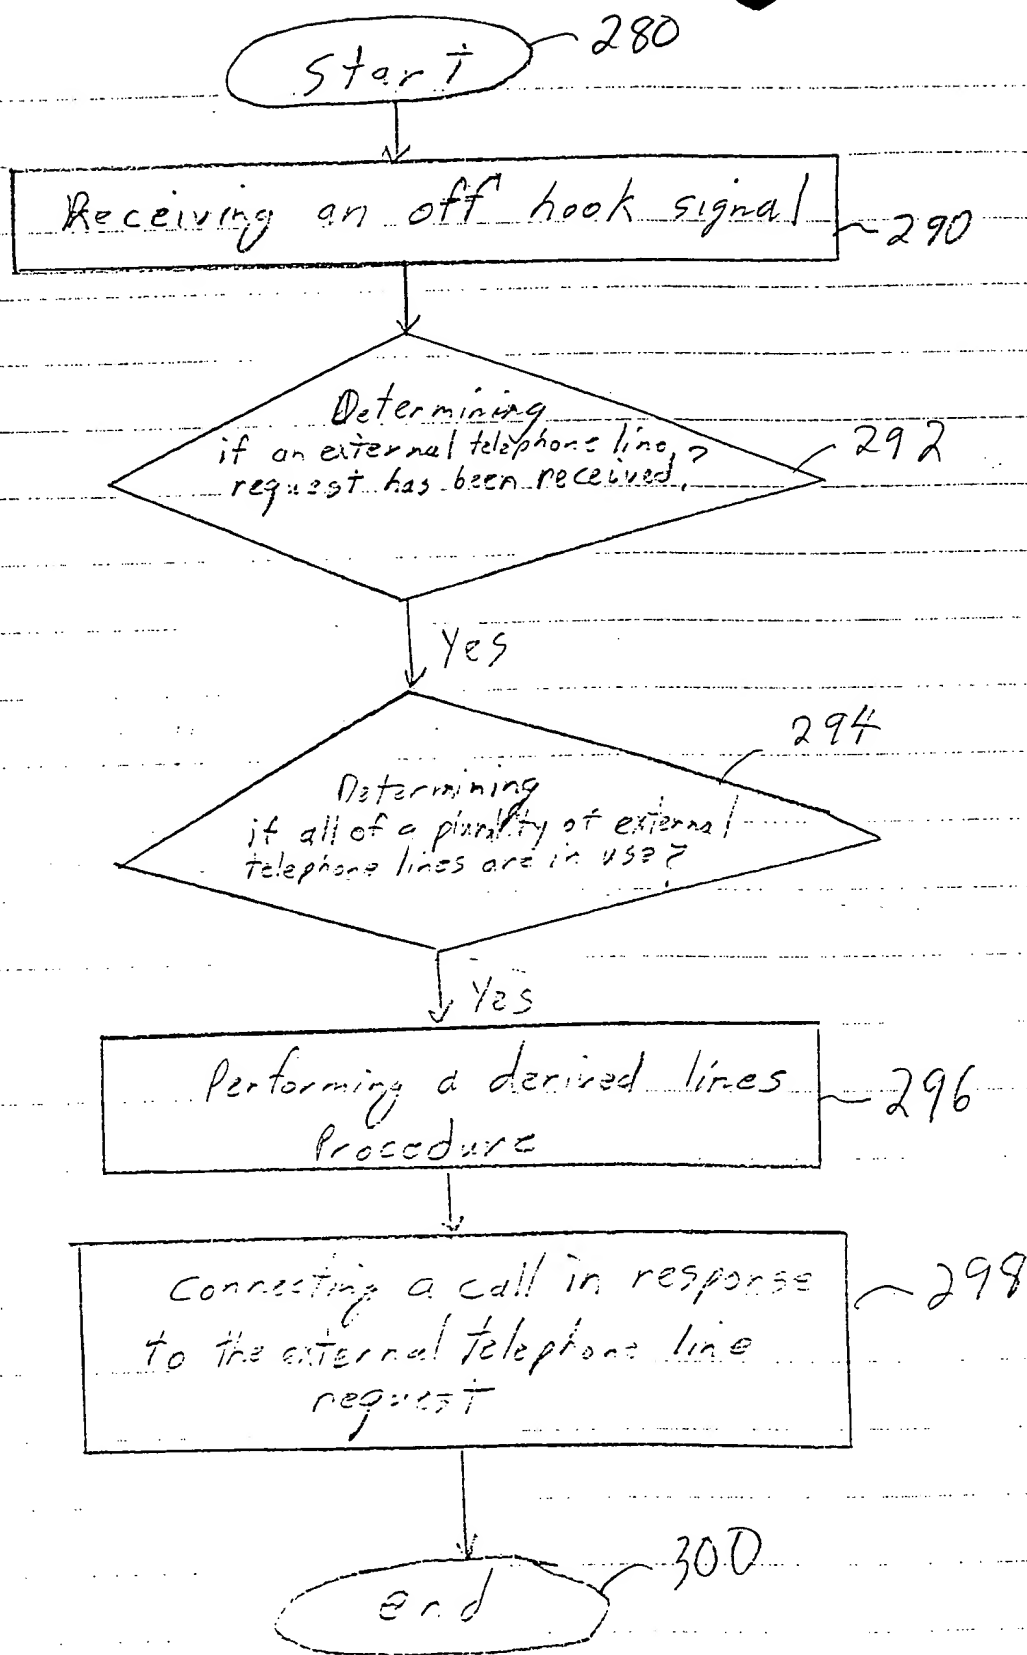 Start
280
Receiving an off hook signal
290
Determining
if an external telephone line
request has been received?
292
Yes
Determining
if all of a plurality of external
telephone lines are in use?
294
Yes
Performing a derived lines
Procedure
296
Connecting a call in response
to the external telephone line
request
298
end
300